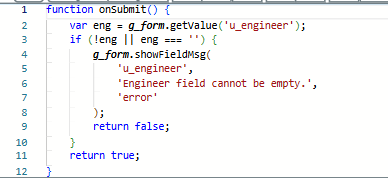 1 function onSubmit() {
2 var eng = g_form.getValue('u_engineer');
3 if (!eng || eng === '') {
4 g_form.showFieldMsg(
5 'u_engineer',
6 'Engineer field cannot be empty.',
7 'error'
8 );
9 return false;
10 }
11 return true;
12 }